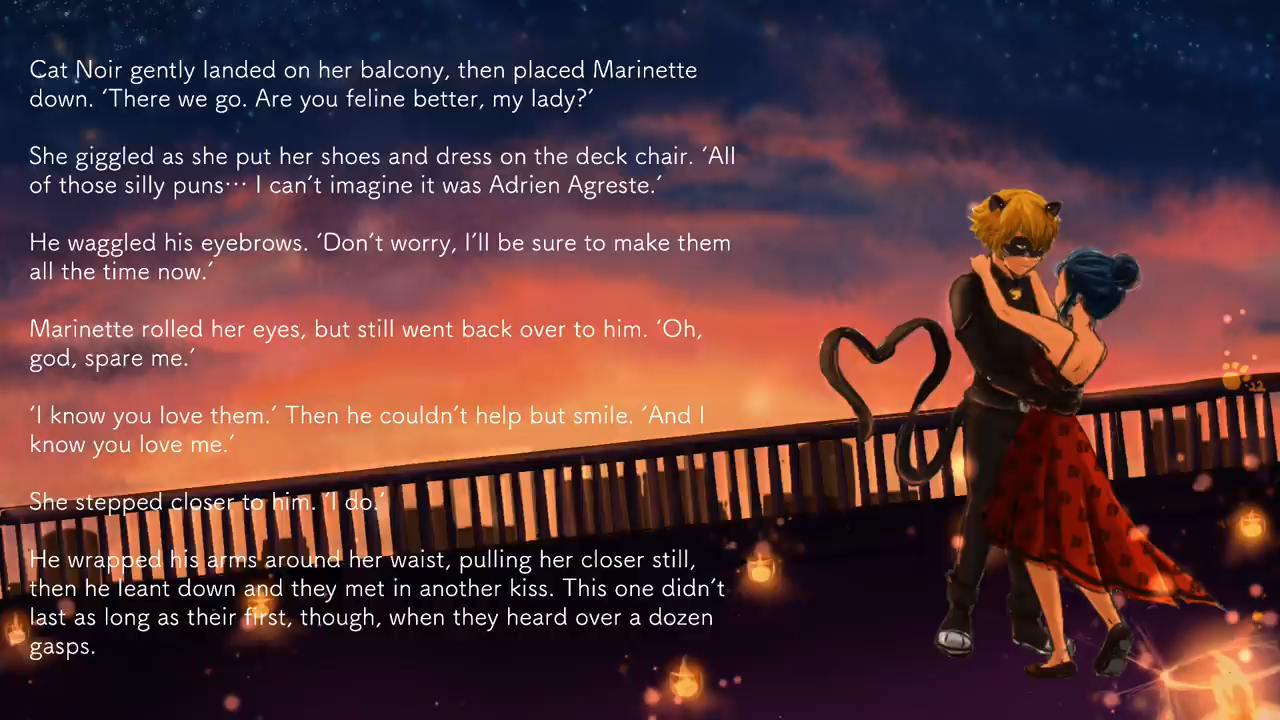 Cat Noir gently landed on her balcony, then placed Marinette
down. ‘There we go. Are you feline better, my lady?’
She giggled as she put her shoes and dress on the deck chair. ‘All
of those silly puns… I can’t imagine it was Adrien Agreste.’
He waggled his eyebrows. ‘Don’t worry, I’ll be sure to make them
all the time now.’
Marinette rolled her eyes, but still went back over to him. ‘Oh,
god, spare me.’
‘I know you love them.’ Then he couldn’t help but smile. ‘And I
know you love me.’
She stepped closer to him. ‘I do.’
He wrapped his arms around her waist, pulling her closer still,
then he leant down and they met in another kiss. This one didn’t
last as long as their first, though, when they heard over a dozen
gasps.
-22